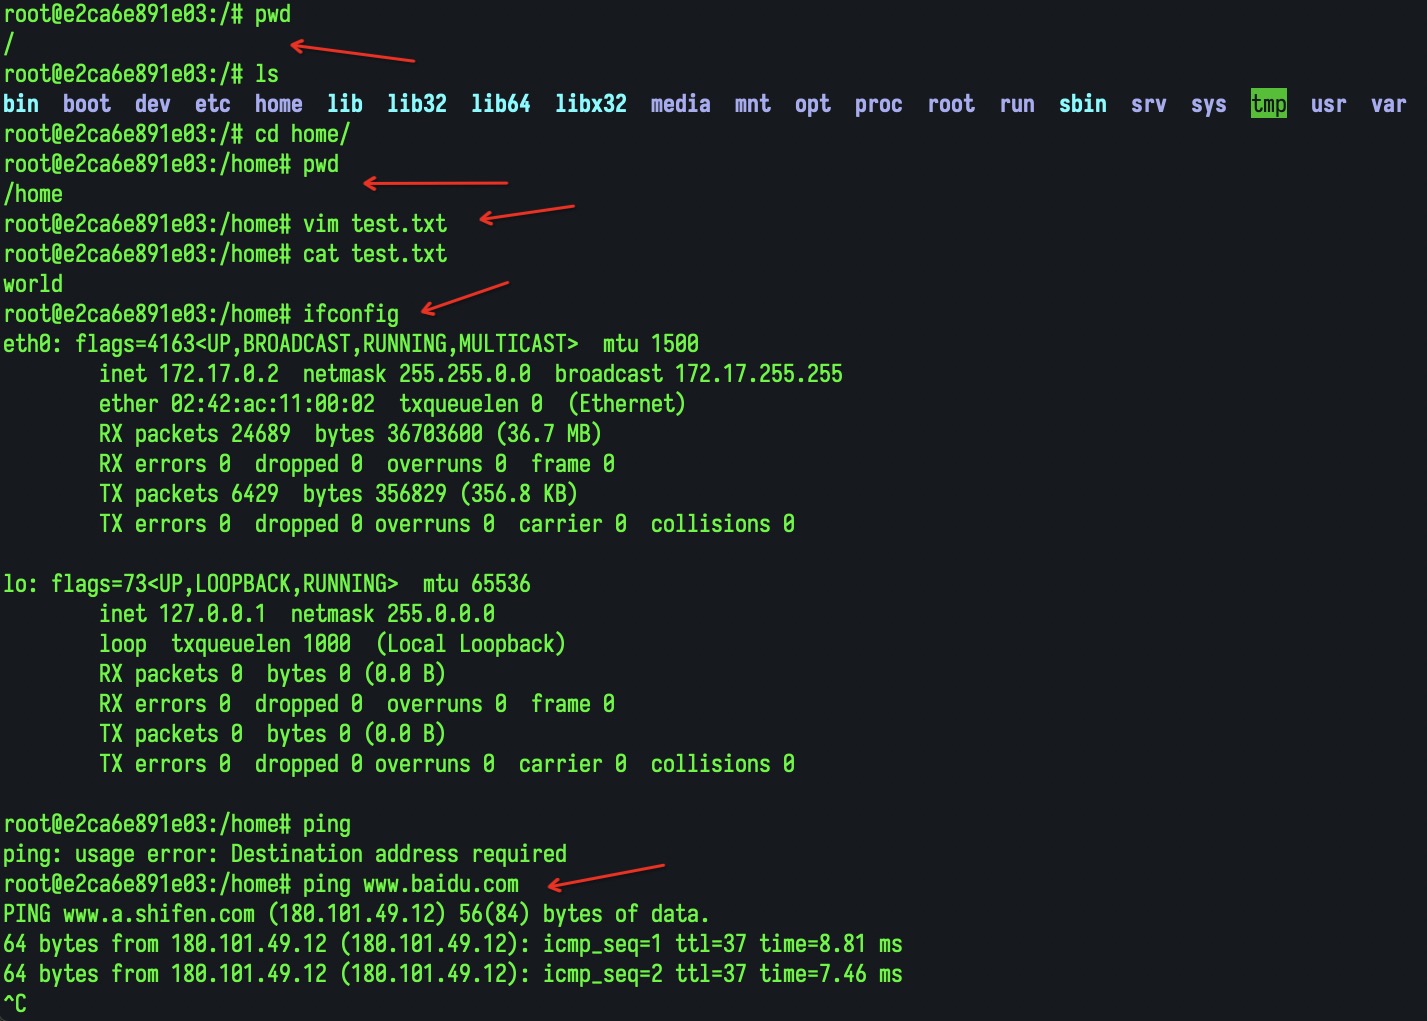 root@e2ca6e891e03:/# pwd
/
root@e2ca6e891e03:/# ls
bin  boot  dev  etc  home  lib  lib32  lib64  libx32  media  mnt  opt  proc  root  run  sbin  srv  sys  tmp  usr  var
root@e2ca6e891e03:/# cd home/
root@e2ca6e891e03:/home# pwd
/home
root@e2ca6e891e03:/home# vim test.txt
root@e2ca6e891e03:/home# cat test.txt
world
root@e2ca6e891e03:/home# ifconfig
eth0: flags=4163<UP,BROADCAST,RUNNING,MULTICAST>  mtu 1500
        inet 172.17.0.2  netmask 255.255.0.0  broadcast 172.17.255.255
        ether 02:42:ac:11:00:02  txqueuelen 0  (Ethernet)
        RX packets 24689  bytes 36703600 (36.7 MB)
        RX errors 0  dropped 0  overruns 0  frame 0
        TX packets 6429  bytes 356829 (356.8 KB)
        TX errors 0  dropped 0 overruns 0  carrier 0  collisions 0

lo: flags=73<UP,LOOPBACK,RUNNING>  mtu 65536
        inet 127.0.0.1  netmask 255.0.0.0
        loop  txqueuelen 1000  (Local Loopback)
        RX packets 0  bytes 0 (0.0 B)
        RX errors 0  dropped 0  overruns 0  frame 0
        TX packets 0  bytes 0 (0.0 B)
        TX errors 0  dropped 0 overruns 0  carrier 0  collisions 0

root@e2ca6e891e03:/home# ping
ping: usage error: Destination address required
root@e2ca6e891e03:/home# ping www.baidu.com
PING www.a.shifen.com (180.101.49.12) 56(84) bytes of data.
64 bytes from 180.101.49.12 (180.101.49.12): icmp_seq=1 ttl=37 time=8.81 ms
64 bytes from 180.101.49.12 (180.101.49.12): icmp_seq=2 ttl=37 time=7.46 ms
^C